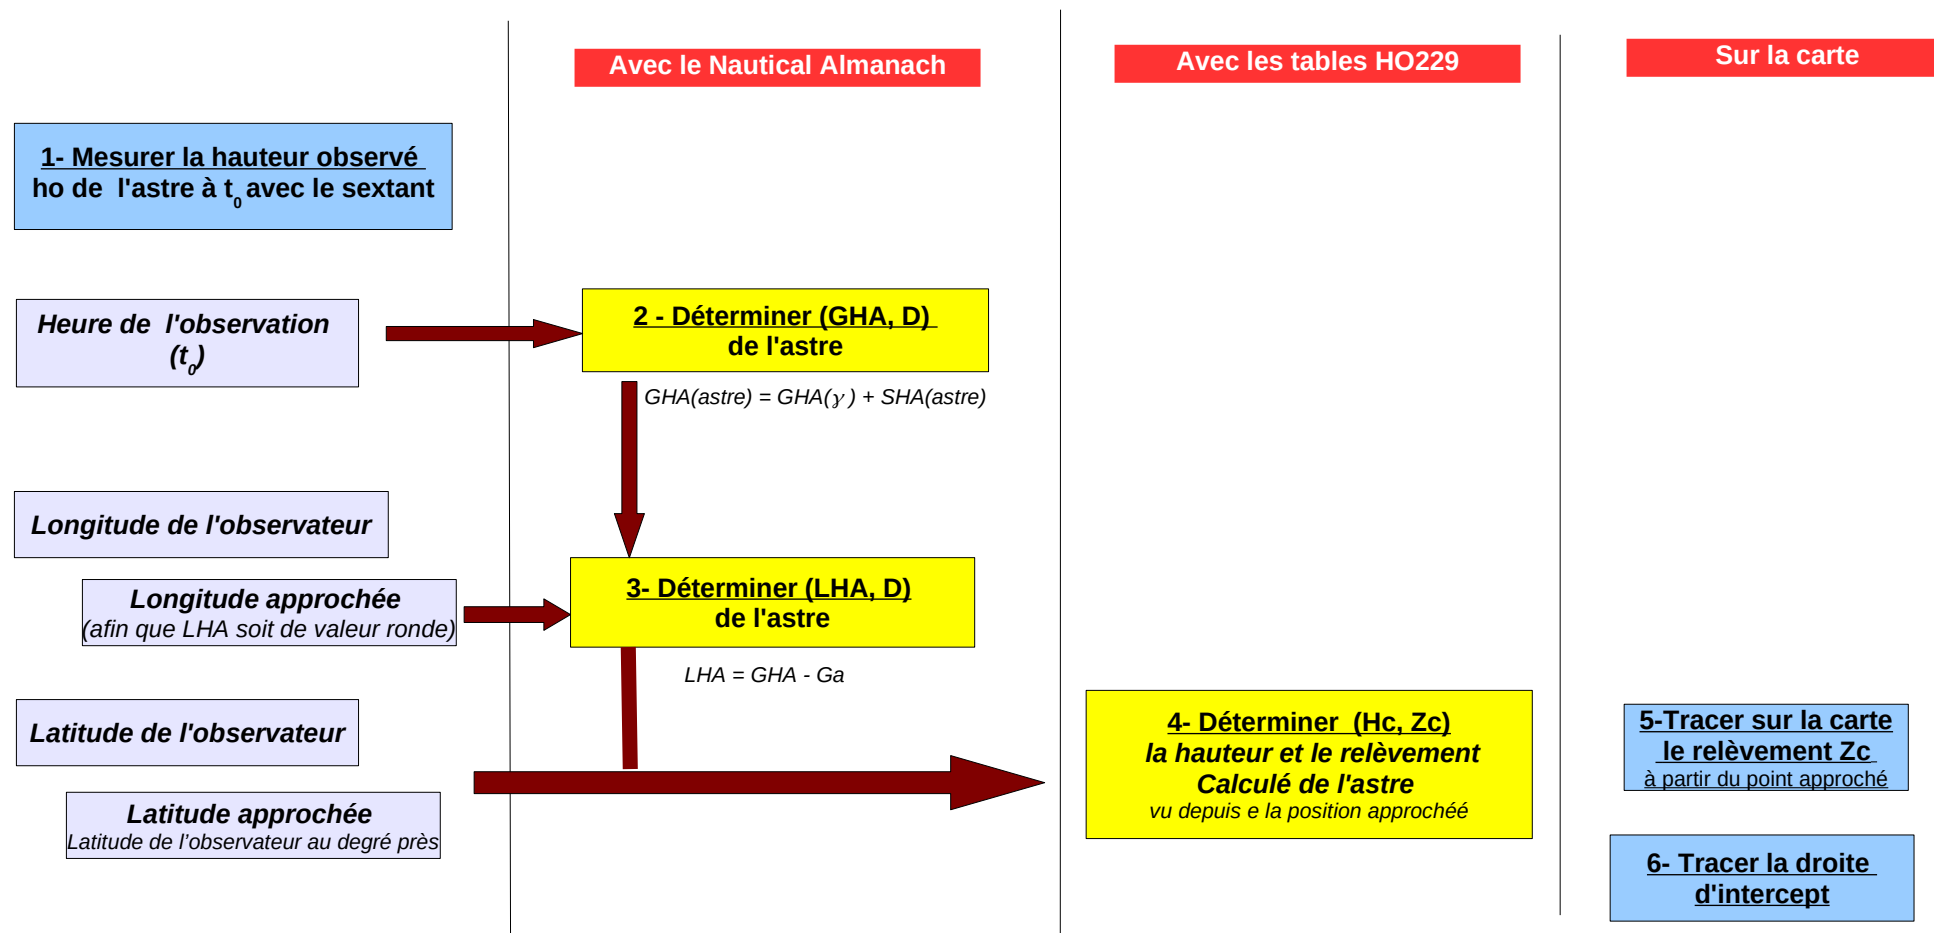 Avec le Nautical Almanach
Avec les tables HO229
Sur la carte
1- Mesurer la hauteur observé
ho de l'astre à t0 avec le sextant
Heure de l'observation
(t0)
2 - Déterminer (GHA, D)
de l'astre
GHA(astre) = GHA(γ) + SHA(astre)
Longitude de l'observateur
Longitude approchée
(afin que LHA soit de valeur ronde)
3- Déterminer (LHA, D)
de l'astre
LHA = GHA - Ga
Latitude de l'observateur
Latitude approchée
Latitude de l'observateur au degré près
4- Déterminer (Hc, Zc)
la hauteur et le relèvement
Calculé de l'astre
vu depuis e la position approchéé
5-Tracer sur la carte
le relèvement Zc
à partir du point approché
6- Tracer la droite
d'intercept